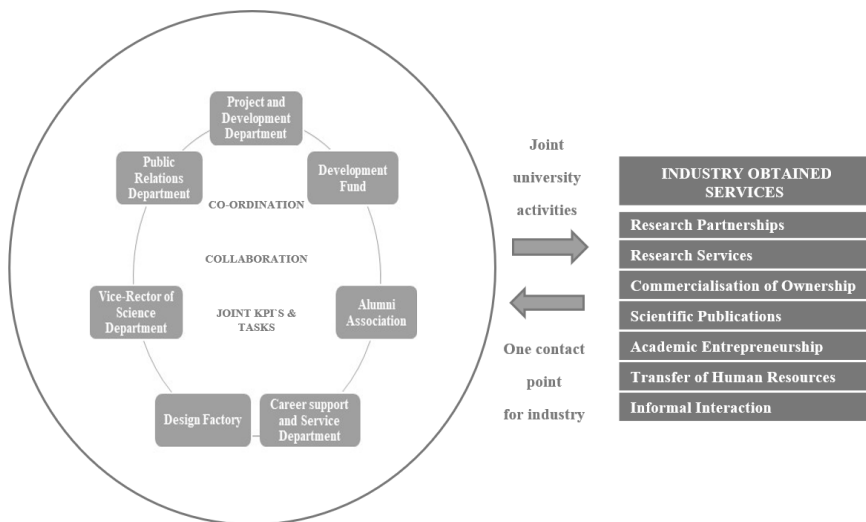 Project and
Development
Department
Public
Relations
Department
Development
Fund
CO-ORDINATION
COLLABORATION
Vice-Rector of
Science
Department
JOINT KPI`S &
TASKS
Alumni
Association
Design Factory
Career support
and Service
Department
Joint
university
activities
One contact
point
for industry
INDUSTRY OBTAINED
SERVICES
Research Partnerships
Research Services
Commercialisation of Ownership
Scientific Publications
Academic Entrepreneurship
Transfer of Human Resources
Informal Interaction